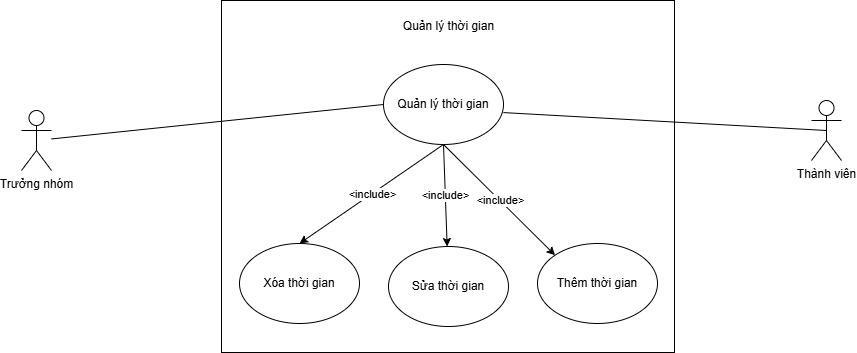 Quản lý thời gian
Quản lý thời gian
Trưởng nhóm
Thành viên
<include>
<include>
<include>
Xóa thời gian
Sửa thời gian
Thêm thời gian